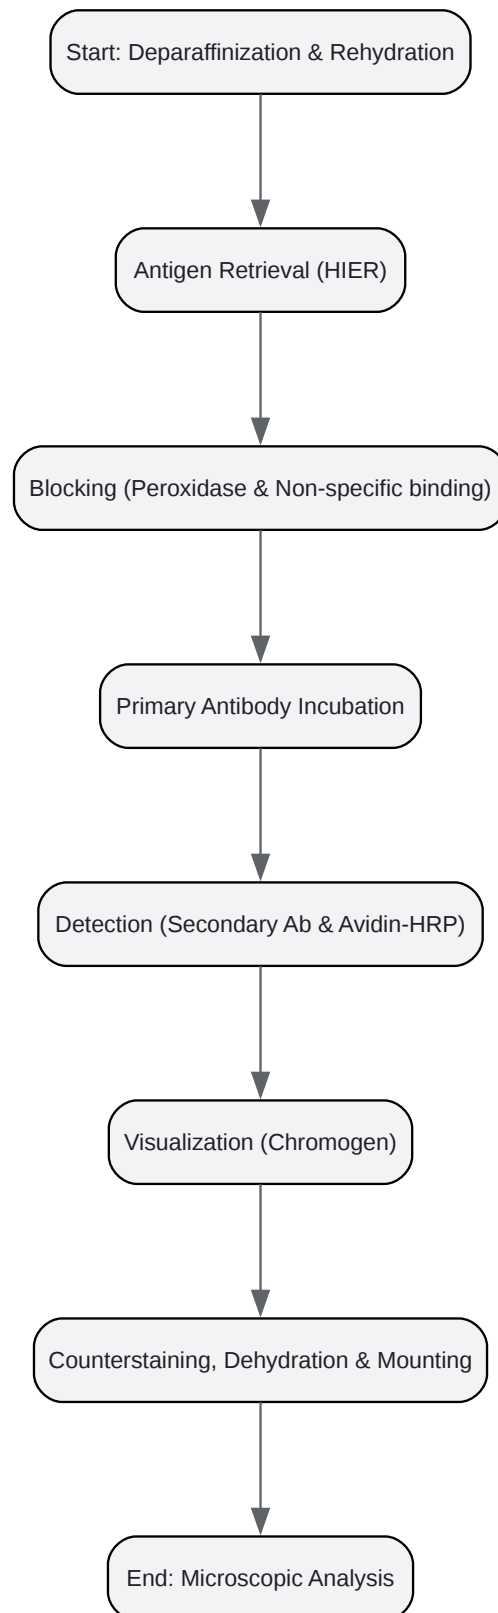 Start: Deparaffinization & Rehydration
Antigen Retrieval (HIER)
Blocking (Peroxidase & Non-specific binding)
Primary Antibody Incubation
Detection (Secondary Ab & Avidin-HRP)
Visualization (Chromogen)
Counterstaining, Dehydration & Mounting
End: Microscopic Analysis